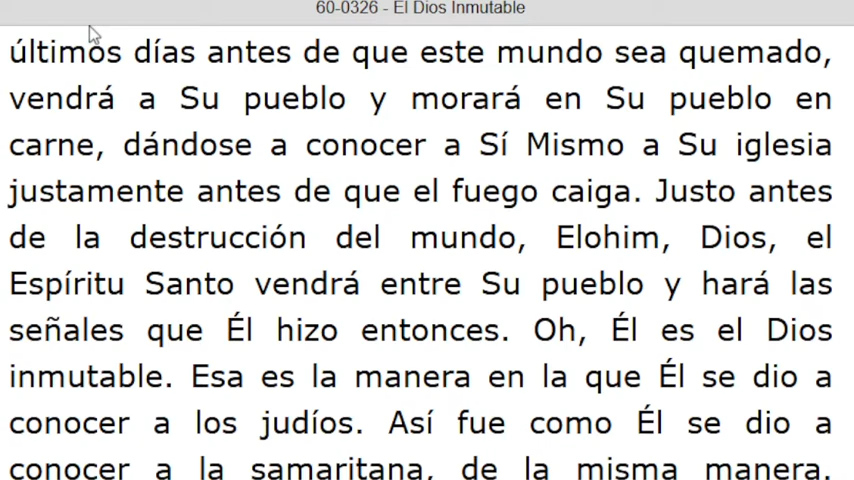 60-0326 - El Dios Inmutable
últimos días antes de que este mundo sea quemado,
vendrá a Su pueblo y morará en Su pueblo en
carne, dándose a conocer a Sí Mismo a Su iglesia
justamente antes de que el fuego caiga. Justo antes
de la destrucción del mundo, Elohim, Dios, el
Espíritu Santo vendrá entre Su pueblo y hará las
señales que Él hizo entonces. Oh, Él es el Dios
inmutable. Esa es la manera en la que Él se dio a
conocer a los judíos. Así fue como Él se dio a
conocer a la samaritana, de la misma manera.